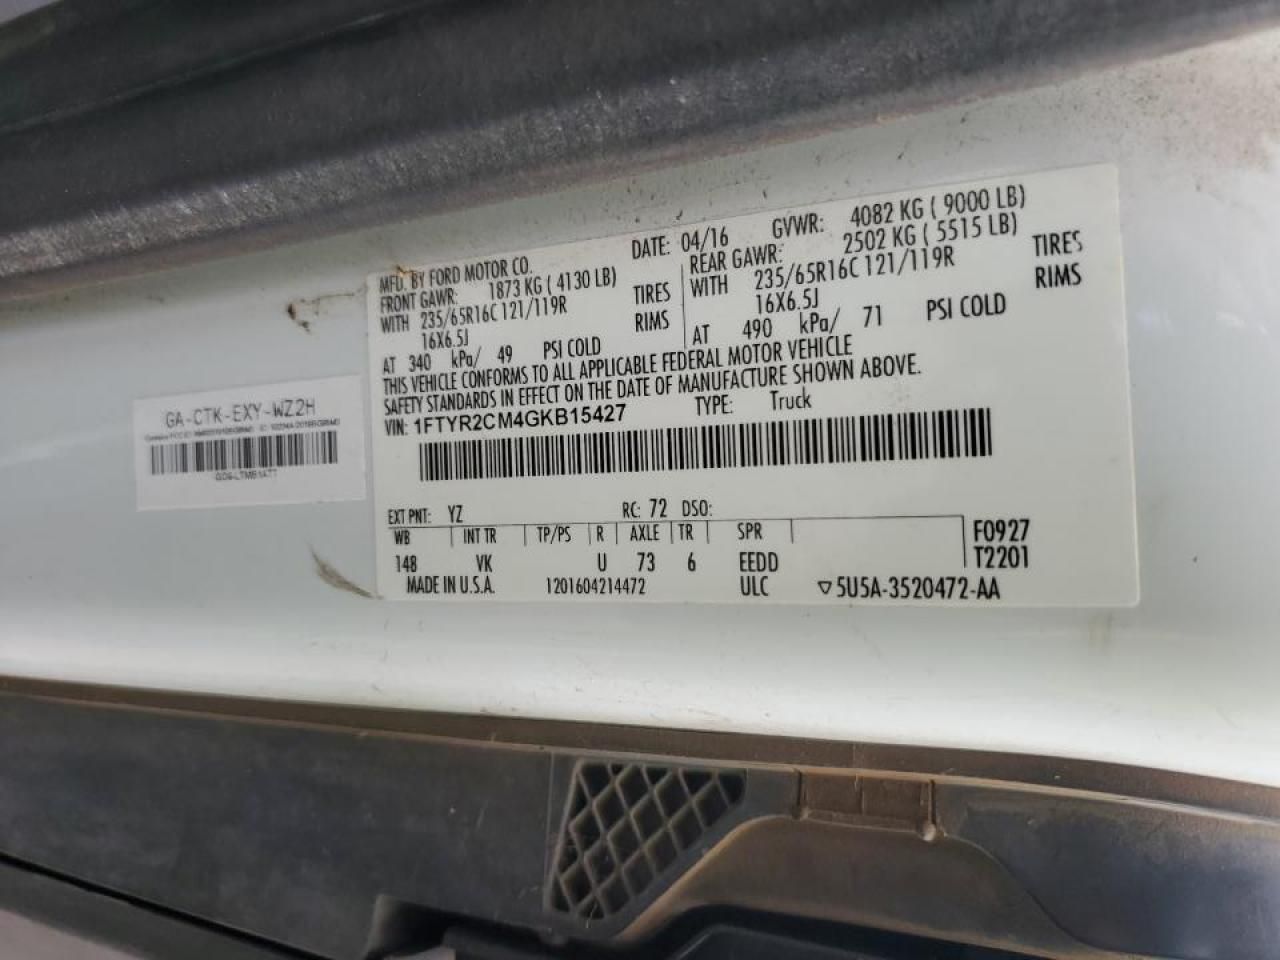 MFD. BY FORD MOTOR CO. DATE: 04/16 GVWR: 4082 KG ( 9000 LB)
FRONT GAWR: 1873 KG ( 4130 LB) REAR GAWR: 2502 KG ( 5515 LB)
WITH 235/65R16C 121/119R TIRES WITH 235/65R16C 121/119R TIRES
16X6.5J RIMS 16X6.5J RIMS
AT 340 kPa/ 49 PSI COLD AT 490 kPa/ 71 PSI COLD
THIS VEHICLE CONFORMS TO ALL APPLICABLE FEDERAL MOTOR VEHICLE
SAFETY STANDARDS IN EFFECT ON THE DATE OF MANUFACTURE SHOWN ABOVE.
VIN: 1FTYR2CM4GKB15427 TYPE: Truck
EXT PNT: YZ RC: 72 DSO:
WB INT TR TP/PS R AXLE TR SPR F0927
148 VK U 73 6 EEDD T2201
MADE IN U.S.A. 1201604214472 ULC ▽5U5A-3520472-AA
GA-CTK-EXY-WZ2H